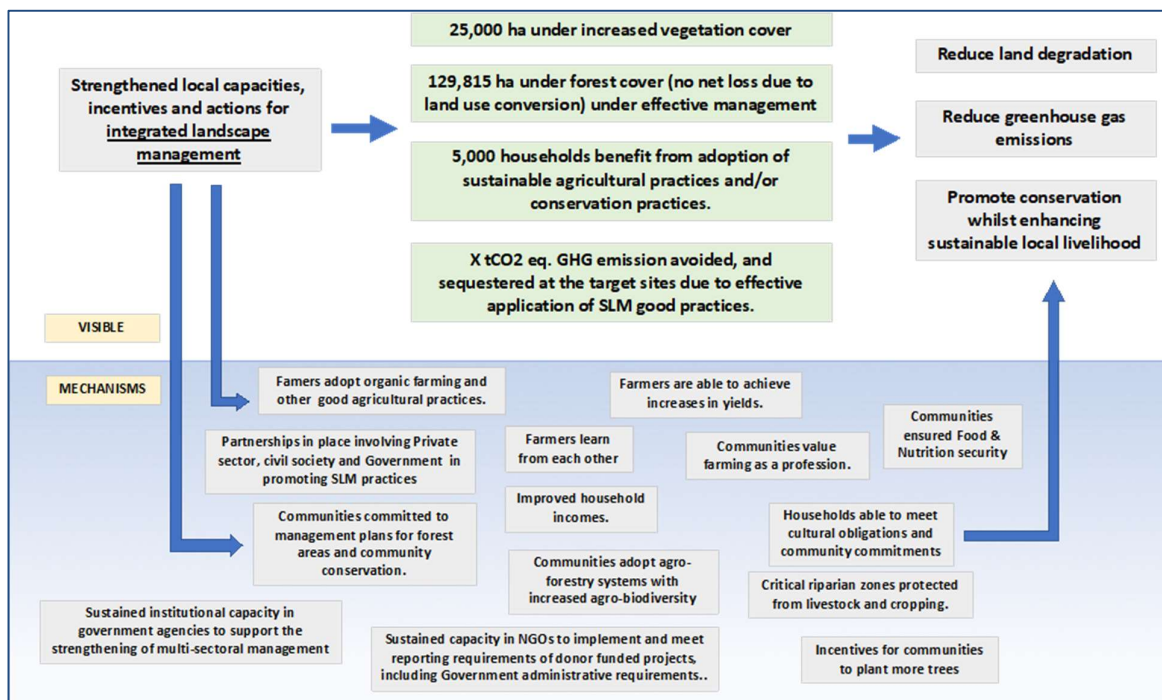 25,000 ha under increased vegetation cover
Strengthened local capacities,
incentives and actions for
integrated landscape
management
129,815 ha under forest cover (no net loss due to
land use conversion) under effective management
5,000 households benefit from adoption of
sustainable agricultural practices and/or
conservation practices.
X tCO2 eq. GHG emission avoided, and
sequestered at the target sites due to effective
application of SLM good practices.
Reduce land degradation
Reduce greenhouse gas
emissions
Promote conservation
whilst enhancing
sustainable local livelihood
VISIBLE
MECHANISMS
Famers adopt organic farming and
other good agricultural practices.
Farmers are able to achieve
increases in yields.
Communities
ensured Food &
Nutrition security
Partnerships in place involving Private
sector, civil society and Government in
promoting SLM practices
Farmers learn
from each other
Communities value
farming as a profession.
Improved household
incomes.
Communities committed to
management plans for forest
areas and community
conservation.
Households able to meet
cultural obligations and
community commitments
Communities adopt agro-
forestry systems with
increased agro-biodiversity
Critical riparian zones protected
from livestock and cropping.
Sustained institutional capacity in
government agencies to support the
strengthening of multi-sectoral management
Sustained capacity in NGOs to implement and meet
reporting requirements of donor funded projects,
including Government administrative requirements..
Incentives for communities
to plant more trees